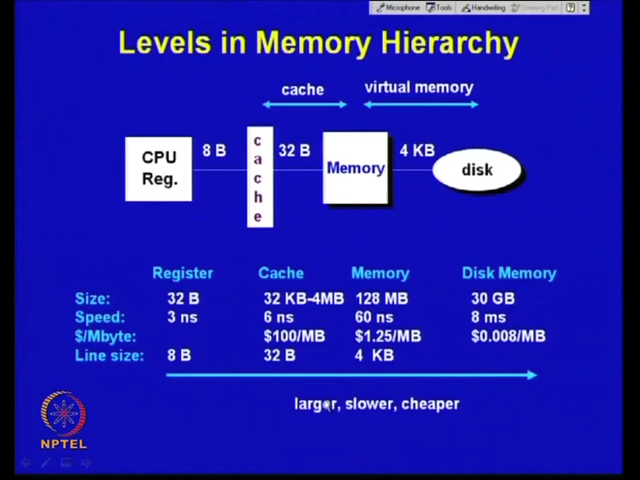 Microphone Tools Handwriting
Levels in Memory Hierarchy
cache virtual memory
CPU Reg. 8 B cache 32 B Memory 4 KB disk
Register Cache Memory Disk Memory
Size: 32 B 32 KB-4MB 128 MB 30 GB
Speed: 3 ns 6 ns 60 ns 8 ms
$/Mbyte: $100/MB $1.25/MB $0.008/MB
Line size: 8 B 32 B 4 KB
larger, slower, cheaper
NPTEL